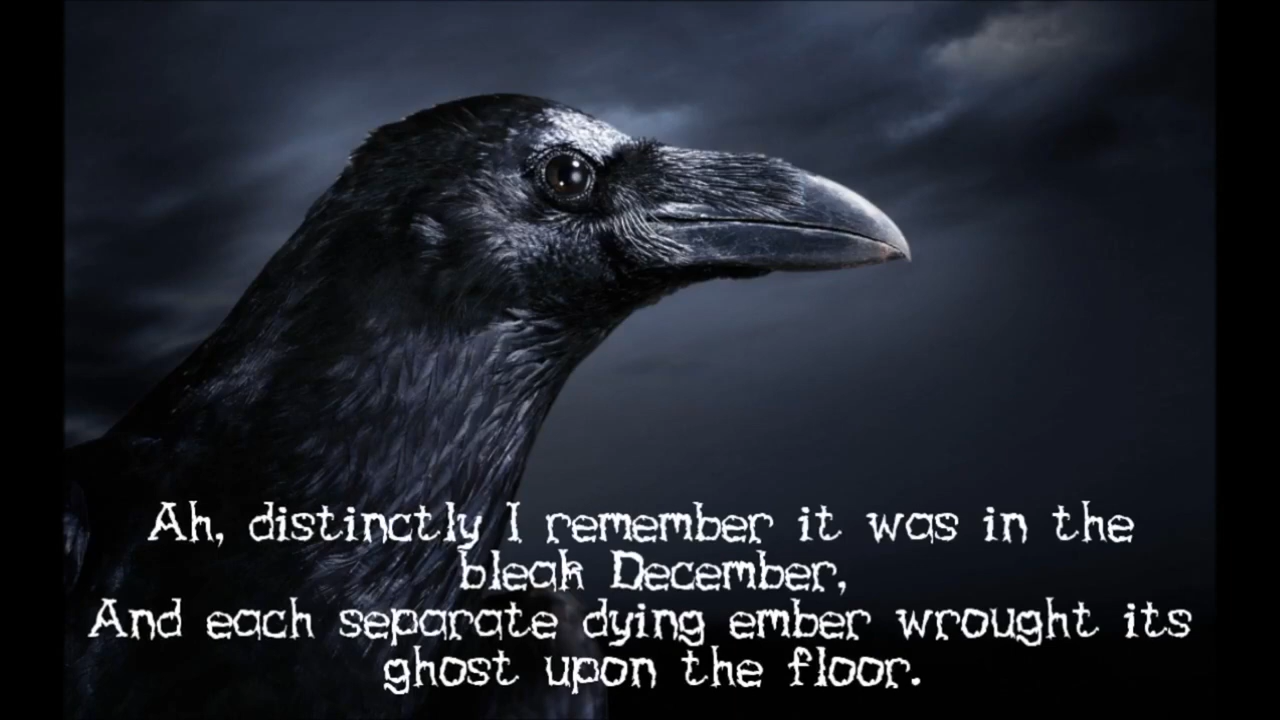 Ah, distinctly I remember it was in the
bleak December,
And each separate dying ember wrought its
ghost upon the floor.